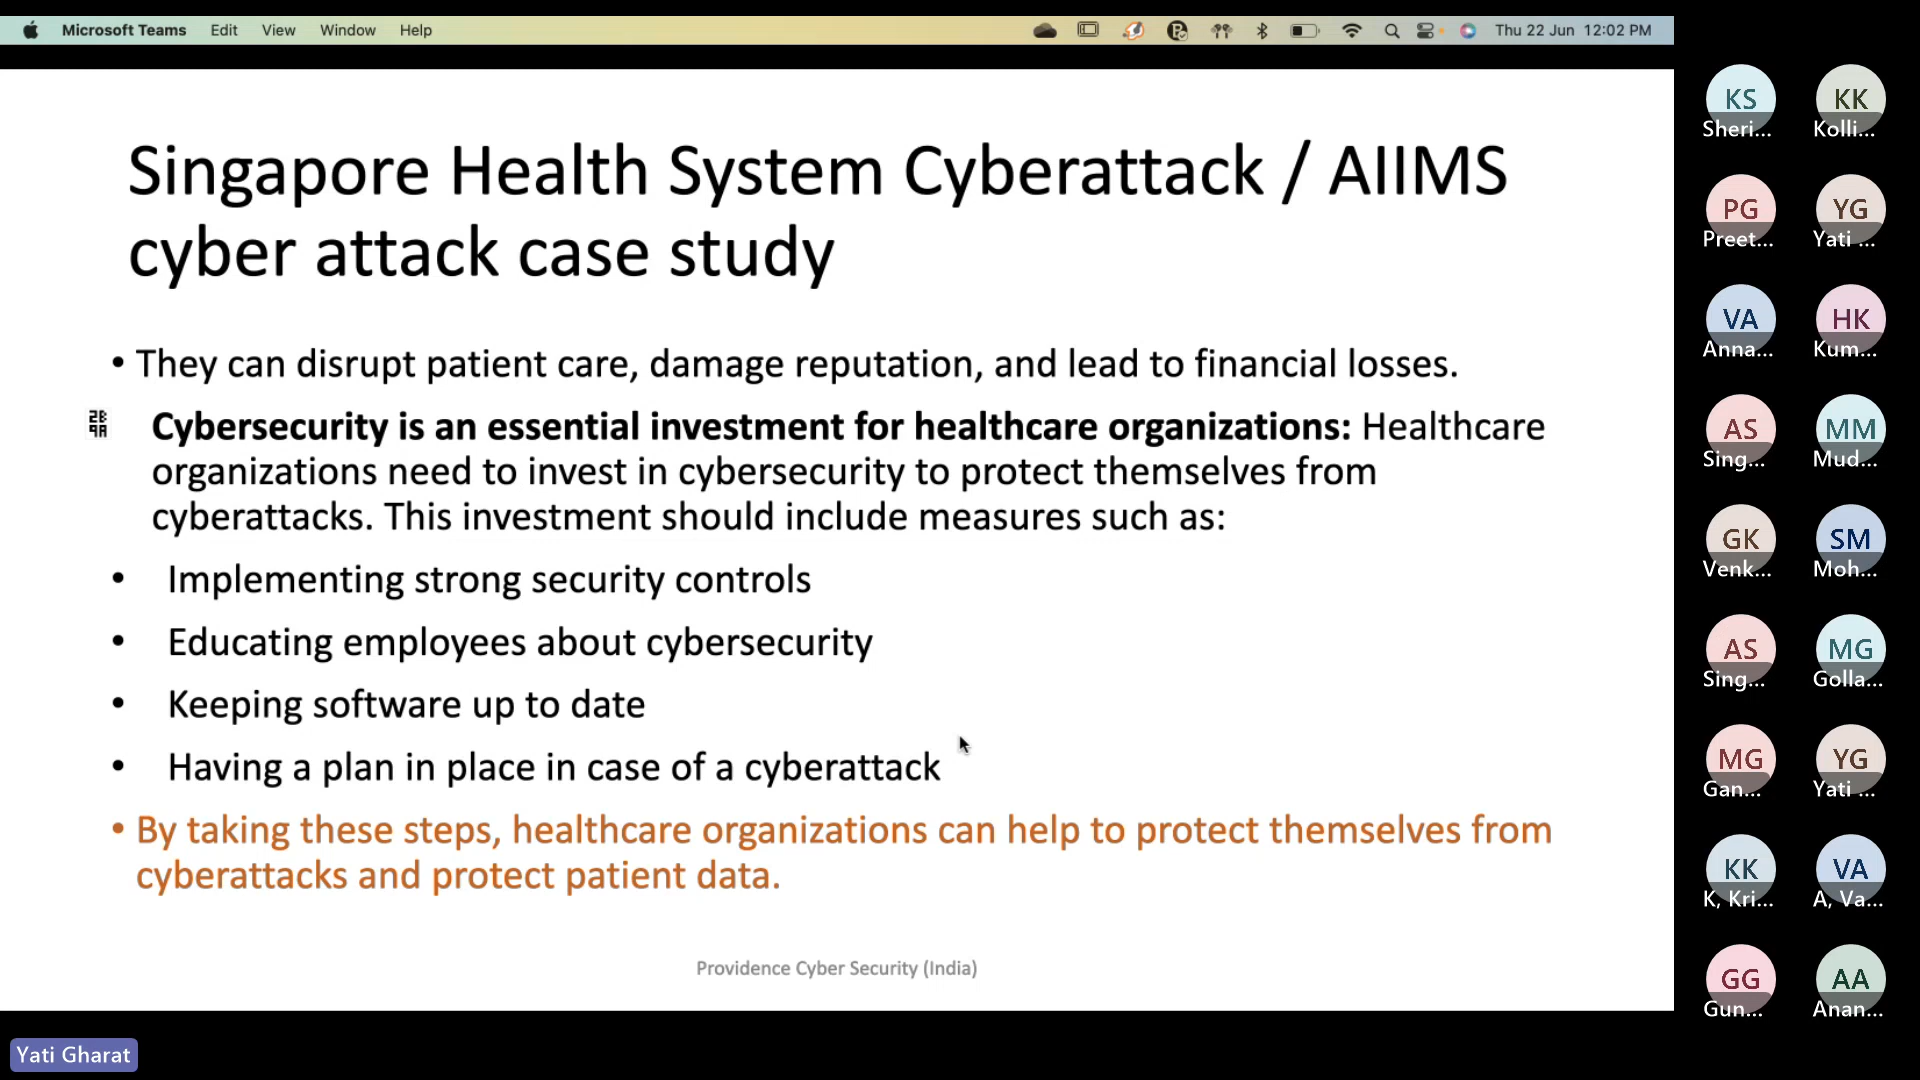 Microsoft Teams Edit View Window Help Thu 22 Jun 12:02 PM
Singapore Health System Cyberattack / AIIMS
cyber attack case study
• They can disrupt patient care, damage reputation, and lead to financial losses.
Cybersecurity is an essential investment for healthcare organizations: Healthcare
organizations need to invest in cybersecurity to protect themselves from
cyberattacks. This investment should include measures such as:
• Implementing strong security controls
• Educating employees about cybersecurity
• Keeping software up to date
• Having a plan in place in case of a cyberattack
• By taking these steps, healthcare organizations can help to protect themselves from
cyberattacks and protect patient data.
Providence Cyber Security (India)
Yati Gharat
KS KK
Sheri... Kolli...
PG YG
Preet... Yati ...
VA HK
Anna... Kum...
AS MM
Sing... Mud...
GK SM
Venk... Moh...
AS MG
Sing... Golla...
MG YG
Gan... Yati ...
KK VA
K, Kri... A, Va...
GG AA
Gun... Anan...